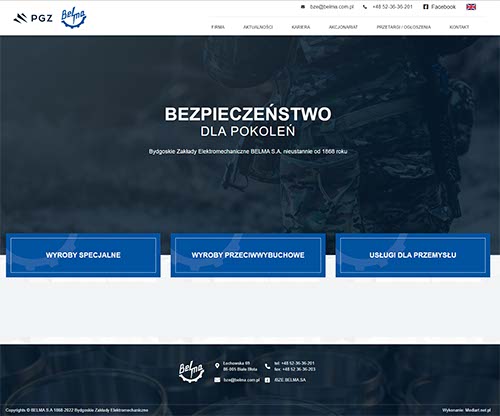 PGZ
Belma
bze@belma.com.pl +48 52-36-36-201 Facebook
FIRMA AKTUALNOŚCI KARIERA AKCJONARIAT PRZETARGI I OGŁOSZENIA KONTAKT
BEZPIECZEŃSTWO
DLA POKOLEŃ
Bydgoskie Zakłady Elektromechaniczne BELMA S.A. nieustannie od 1868 roku
WYROBY SPECJALNE
WYROBY PRZECIWWYBUCHOWE
USŁUGI DLA PRZEMYSŁU
Belma
Łochowska 69
86-005 Białe Błota
tel: +48 52-36-36-201
fax: +48 52-36-36-203
bze@belma.com.pl
/BZE.BELMA.SA
Copyrights © BELMA S.A 1868-2022 Bydgoskie Zakłady Elektromechaniczne
Wykonanie: Mediart.net.pl